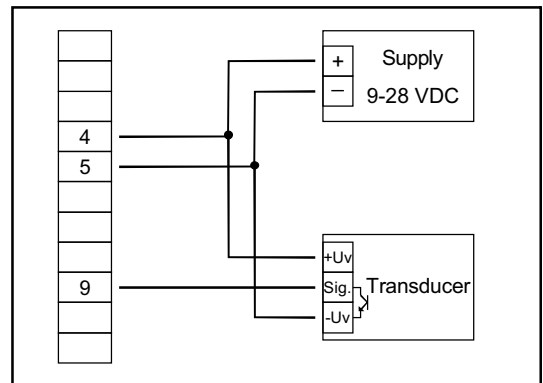 4
5
9
+ Supply
− 9-28 VDC
+Uv
Sig. Transducer
-Uv